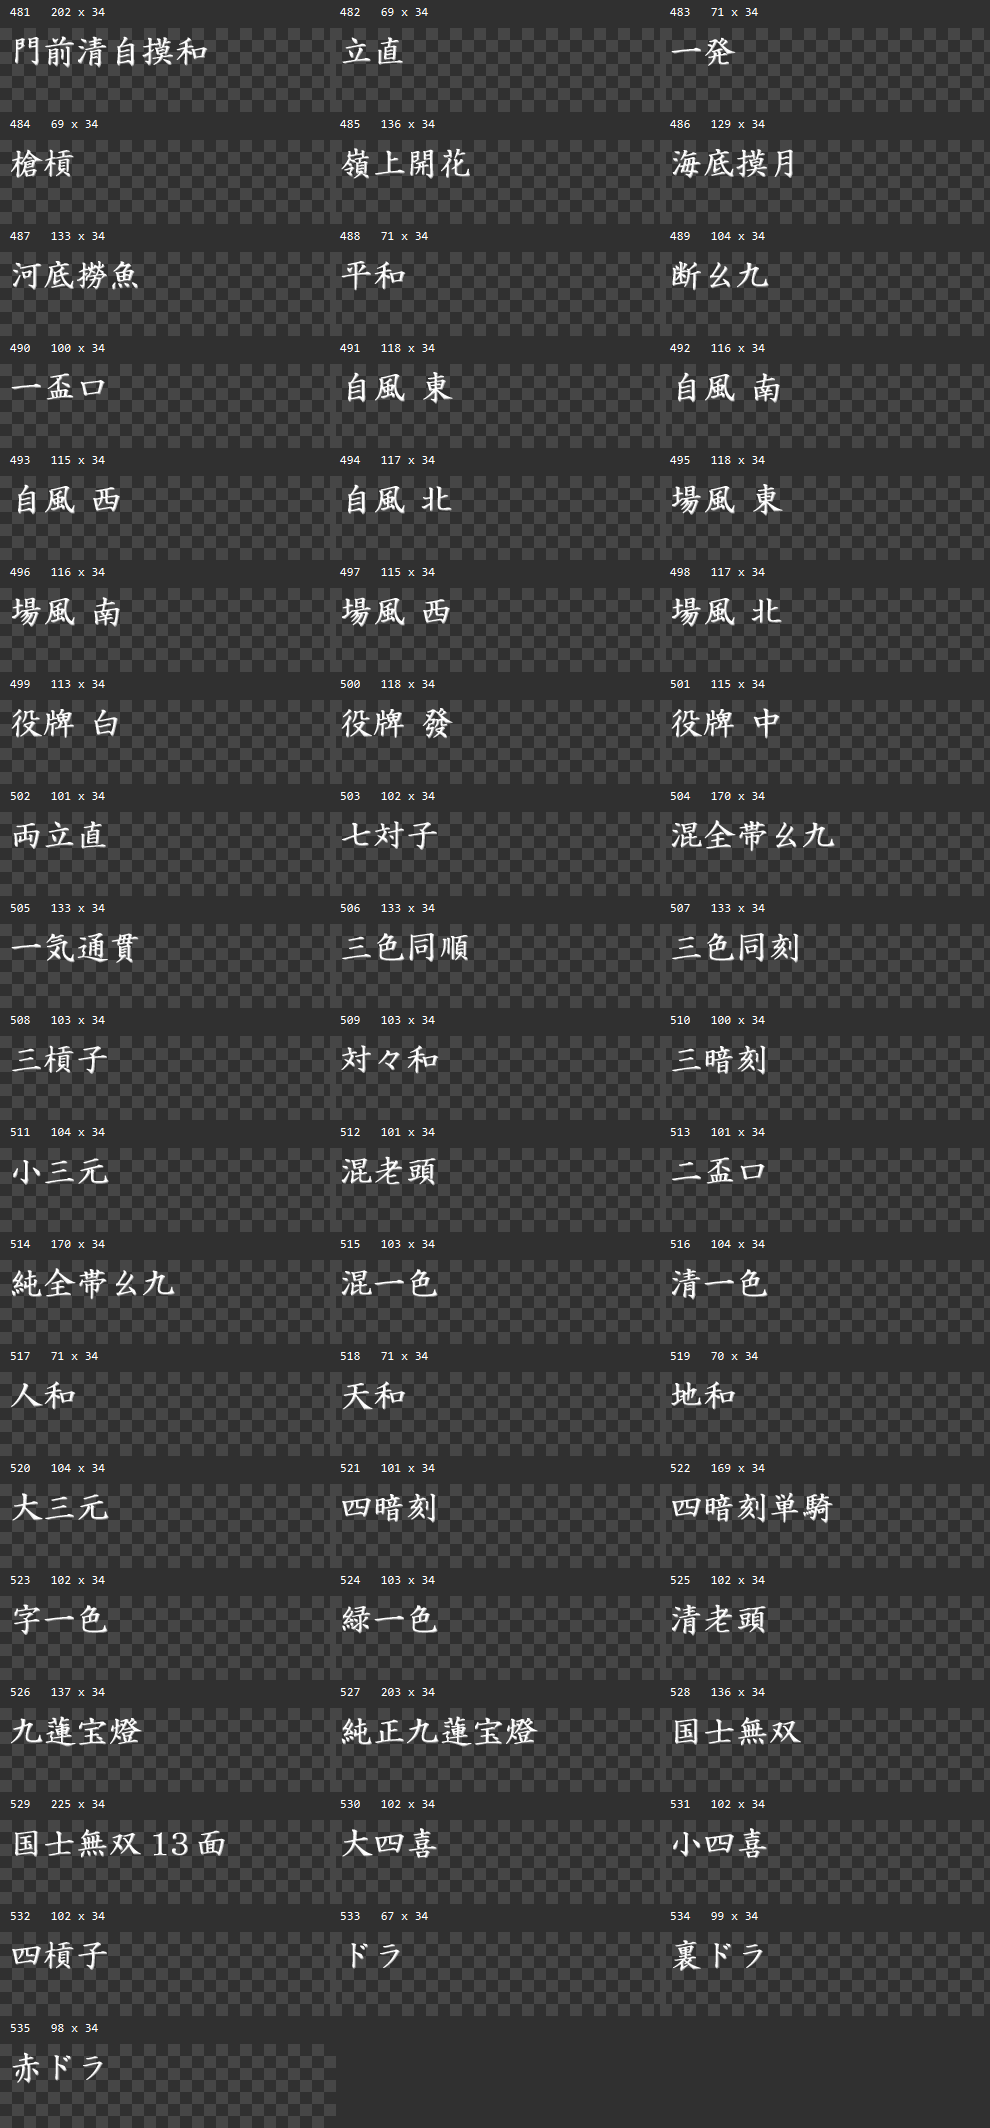 481 202 x 34 482 69 x 34 483 71 x 34
門前清自摸和 立直 一発
484 69 x 34 485 136 x 34 486 129 x 34
槍槓 嶺上開花 海底摸月
487 133 x 34 488 71 x 34 489 104 x 34
河底撈魚 平和 断幺九
490 100 x 34 491 118 x 34 492 116 x 34
一盃口 自風 東 自風 南
493 115 x 34 494 117 x 34 495 118 x 34
自風 西 自風 北 場風 東
496 116 x 34 497 115 x 34 498 117 x 34
場風 南 場風 西 場風 北
499 113 x 34 500 118 x 34 501 115 x 34
役牌 白 役牌 發 役牌 中
502 101 x 34 503 102 x 34 504 170 x 34
両立直 七対子 混全帯幺九
505 133 x 34 506 133 x 34 507 133 x 34
一気通貫 三色同順 三色同刻
508 103 x 34 509 103 x 34 510 100 x 34
三槓子 対々和 三暗刻
511 104 x 34 512 101 x 34 513 101 x 34
小三元 混老頭 二盃口
514 170 x 34 515 103 x 34 516 104 x 34
純全帯幺九 混一色 清一色
517 71 x 34 518 71 x 34 519 70 x 34
人和 天和 地和
520 104 x 34 521 101 x 34 522 169 x 34
大三元 四暗刻 四暗刻単騎
523 102 x 34 524 103 x 34 525 102 x 34
字一色 緑一色 清老頭
526 137 x 34 527 203 x 34 528 136 x 34
九蓮宝燈 純正九蓮宝燈 国士無双
529 225 x 34 530 102 x 34 531 102 x 34
国士無双 13 面 大四喜 小四喜
532 102 x 34 533 67 x 34 534 99 x 34
四槓子 ドラ 裏ドラ
535 98 x 34
赤ドラ